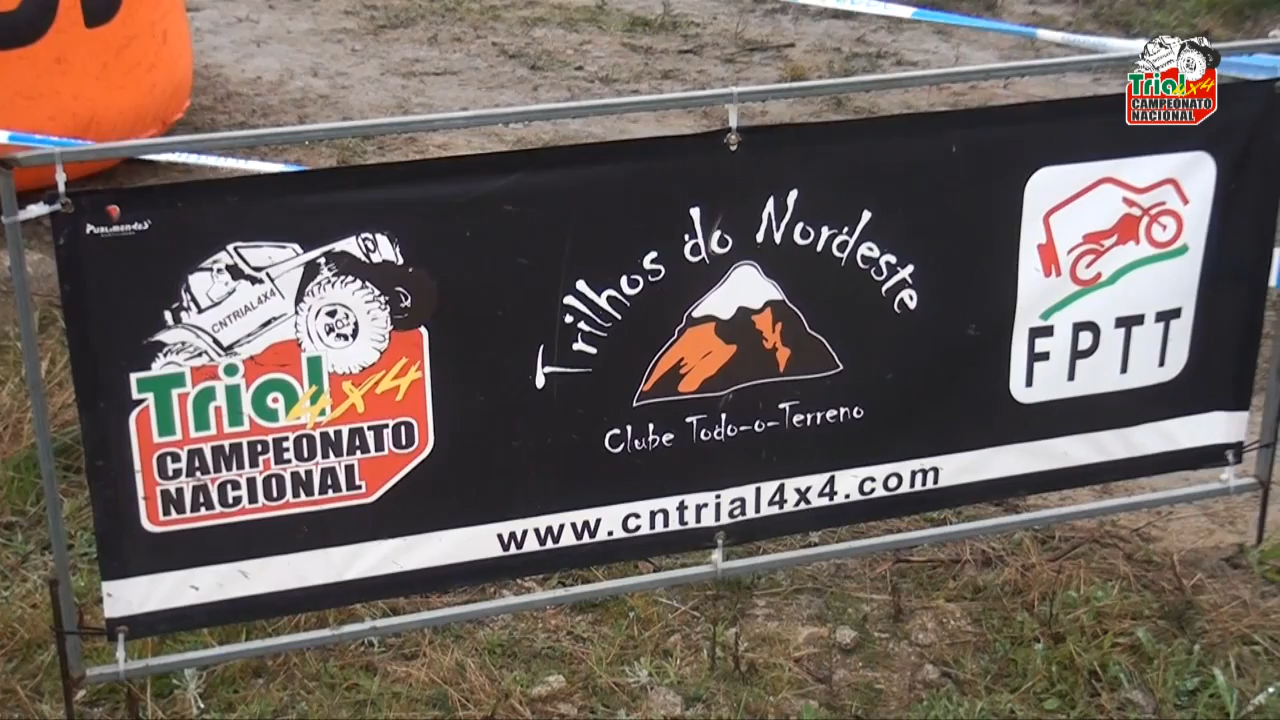 Trial 4x4
CAMPEONATO
NACIONAL
CNTRIAL4X4
Trial 4x4
CAMPEONATO
NACIONAL
Trilhos do Nordeste
Clube Todo-o-Terreno
FPTT
www.cntrial4x4.com